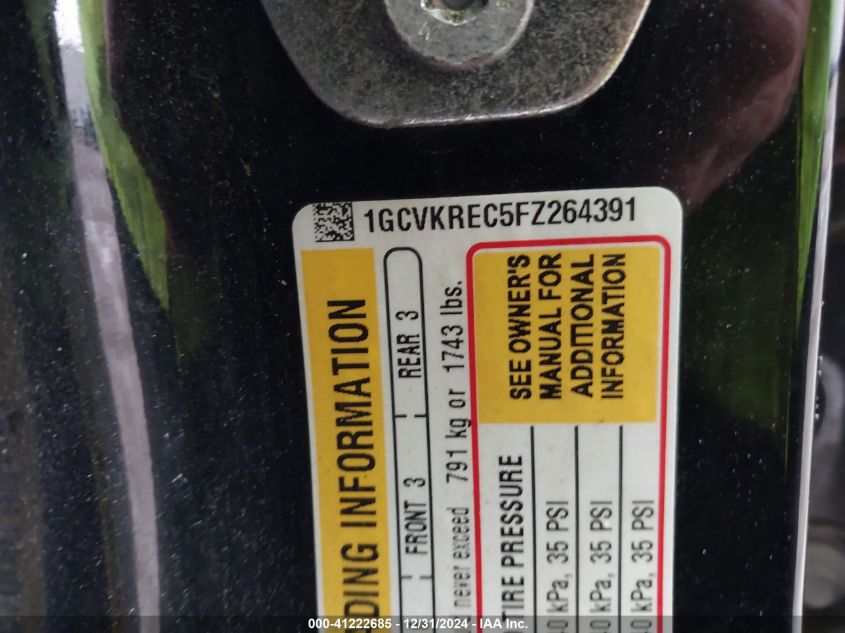 1GCVKREC5FZ264391
ADING INFORMATION
FRONT 3 REAR 3
never exceed 791 kg or 1743 lbs.
TIRE PRESSURE
SEE OWNER'S
MANUAL FOR
ADDITIONAL
INFORMATION
kPa, 35 PSI
kPa, 35 PSI
kPa, 35 PSI
000-41222685 - 12/31/2024 - IAA Inc.